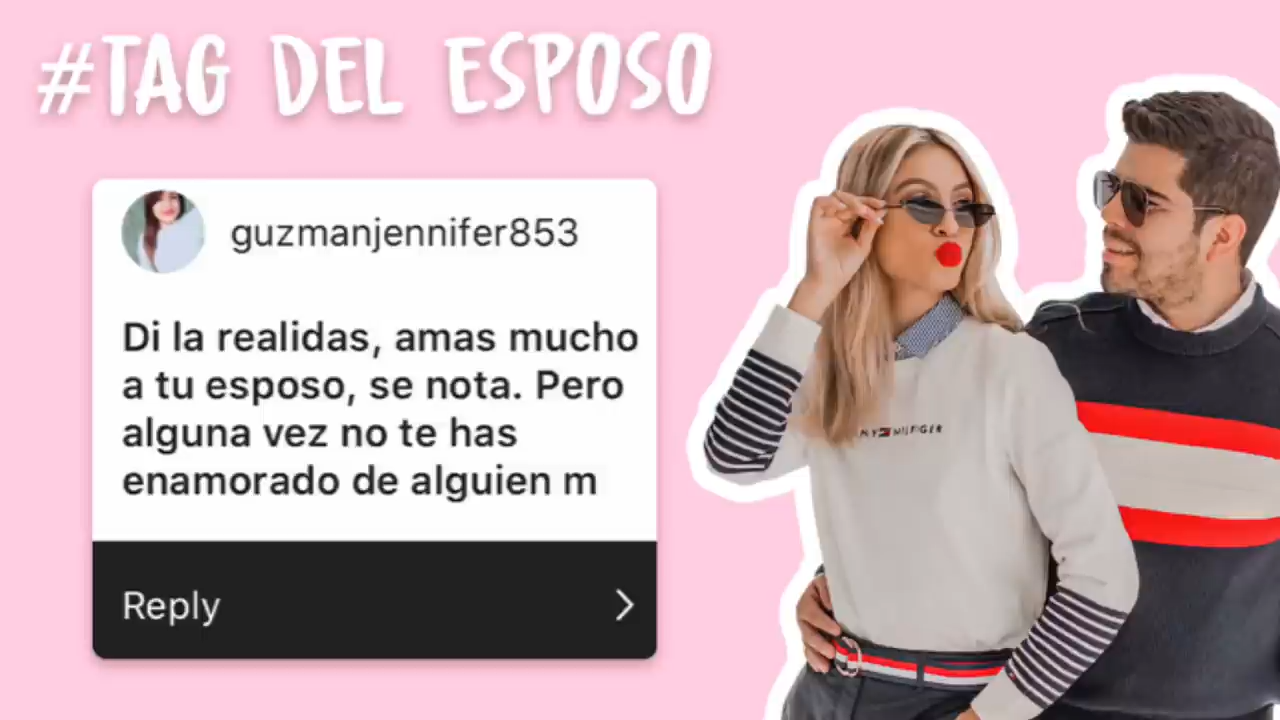 #TAG DEL ESPOSO
guzmanjennifer853
Di la realidas, amas mucho
a tu esposo, se nota. Pero
alguna vez no te has
enamorado de alguien m
Reply
HILFIGER